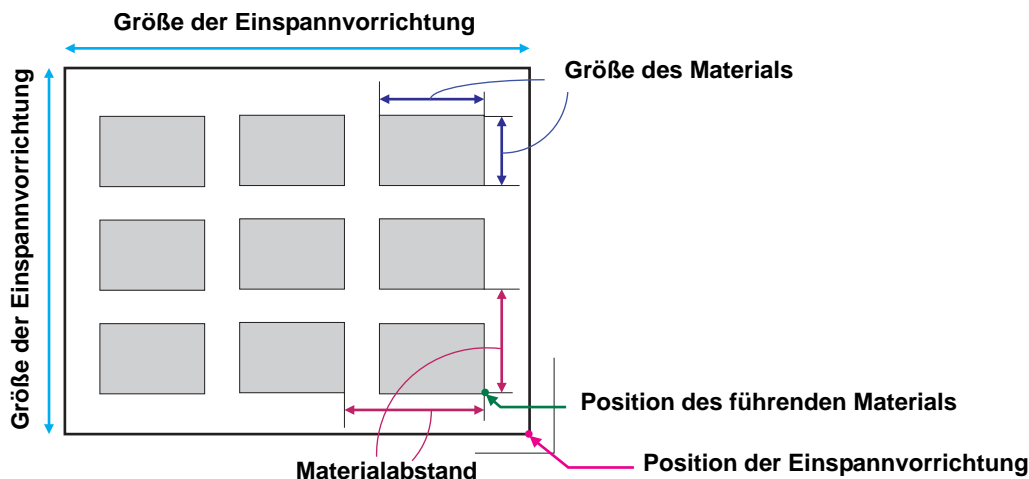 Größe der Einspannvorrichtung
Größe der Einspannvorrichtung
Größe des Materials
Position des führenden Materials
Position der Einspannvorrichtung
Materialabstand